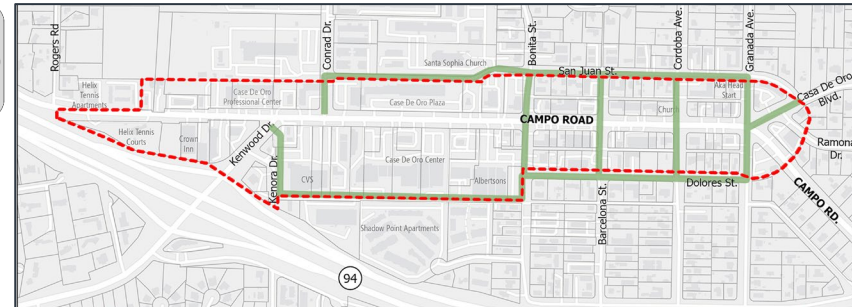 Rogers Rd
Conrad Dr.
Bonita St.
Cordoba Ave.
Granada Ave.
Santa Sophia Church
San Juan St.
Helix
Tennis
Apartments
Case De Oro
Professional Center
Case De Oro Plaza
Church
Aka Head
Start
Casa De Oro
Blvd.
CAMPO ROAD
Helix Tennis
Courts
Crown
Inn
Kenwood Dr.
Kenora Dr.
CVS
Case De Oro Center
Albertsons
Barcelona St.
Dolores St.
Ramona
Dr.
CAMPO RD.
Shadow Point Apartments
94